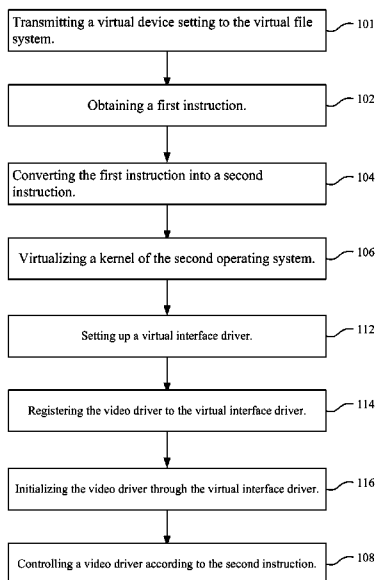 Transmitting a virtual device setting to the virtual file
system.
101
Obtaining a first instruction.
102
Converting the first instruction into a second
instruction.
104
Virtualizing a kernel of the second operating system.
106
Setting up a virtual interface driver.
112
Registering the video driver to the virtual interface driver.
114
Initializing the video driver through the virtual interface driver.
116
Controlling a video driver according to the second instruction.
108